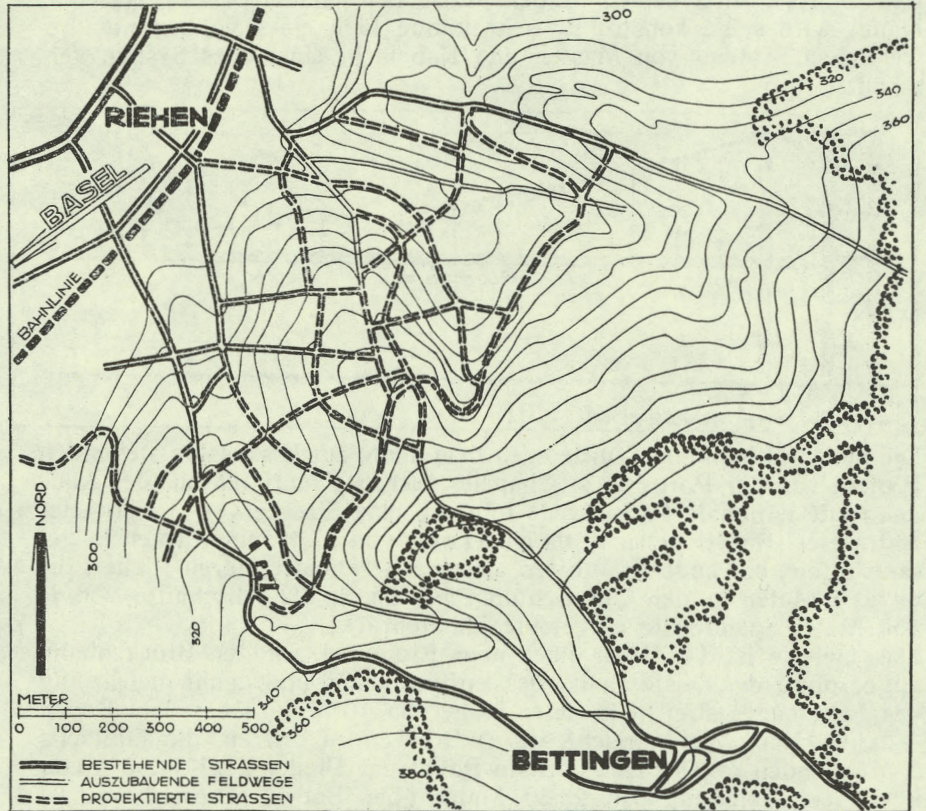 300
320
340
360
RIEHEN
BASEL
BAHNLINIE
NORD
300
320
METER
0 100 200 300 400 500
340
360
380
BETTINGEN
BESTEHENDE STRASSEN
AUSZUBAUENDE FELDWEGE
PROJEKTIERTE STRASSEN